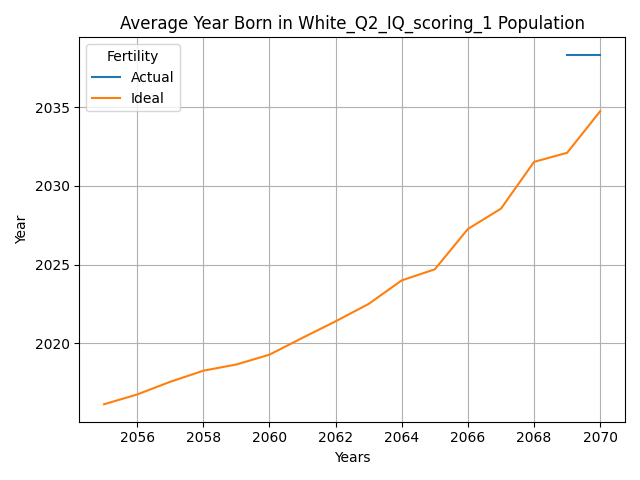 Average Year Born in White_Q2_IQ_scoring_1 Population
Fertility
Actual
Ideal
2035
2030
2025
2020
Year
2056 2058 2060 2062 2064 2066 2068 2070
Years